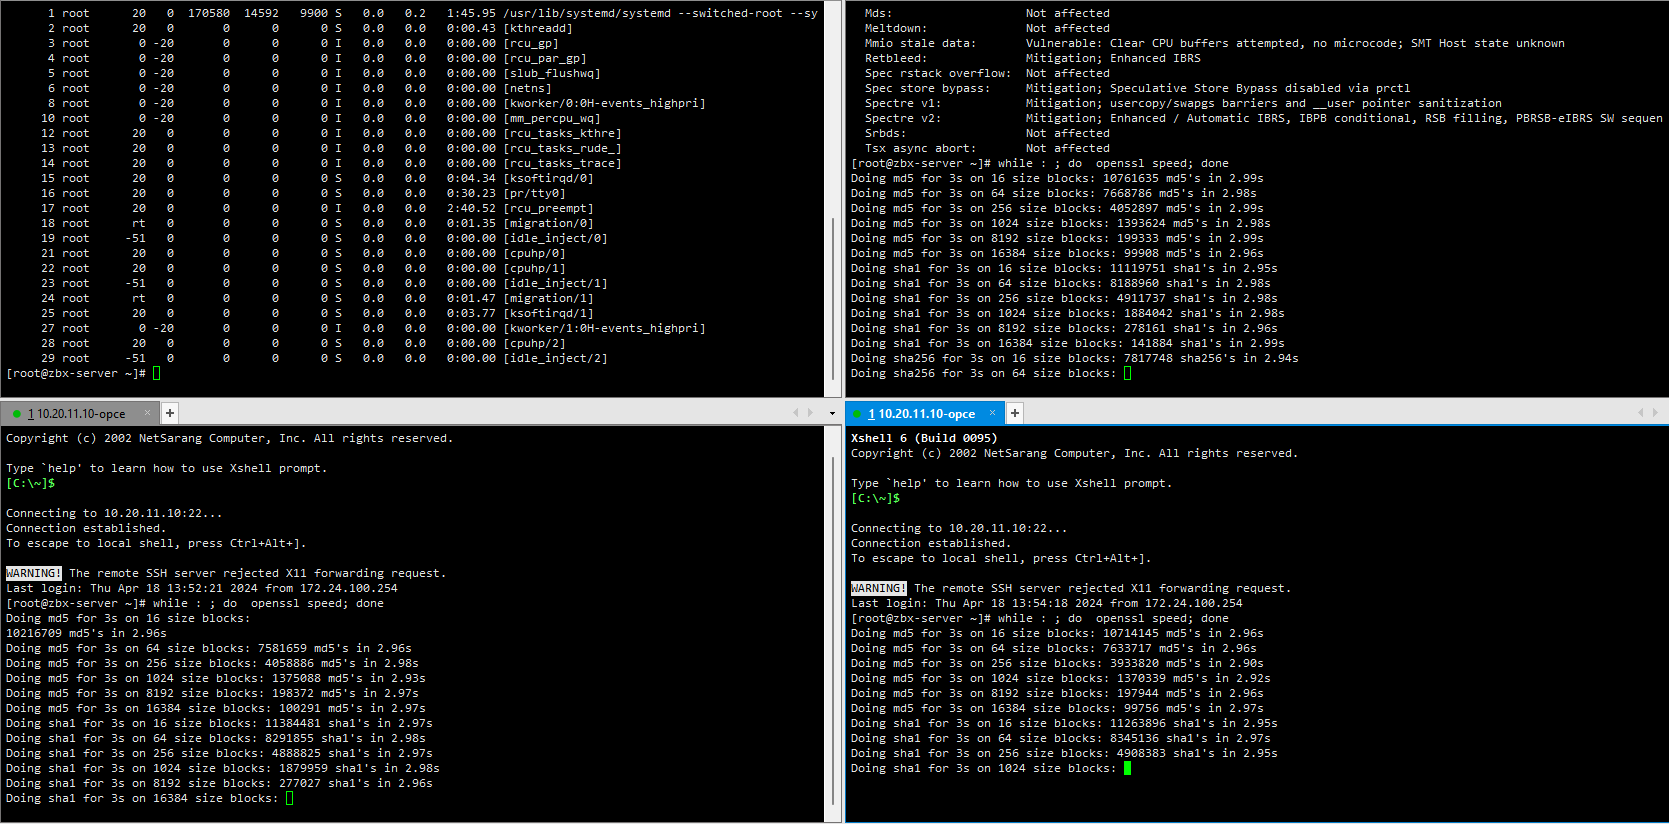 1 root      20   0  170580  14592   9900 S   0.0   0.2   1:45.95 /usr/lib/systemd/systemd --switched-root --sy
2 root      20   0       0      0      0 S   0.0   0.0   0:00.43 [kthreadd]
3 root       0 -20       0      0      0 I   0.0   0.0   0:00.00 [rcu_gp]
4 root       0 -20       0      0      0 I   0.0   0.0   0:00.00 [rcu_par_gp]
5 root       0 -20       0      0      0 I   0.0   0.0   0:00.00 [slub_flushwq]
6 root       0 -20       0      0      0 I   0.0   0.0   0:00.00 [netns]
8 root       0 -20       0      0      0 I   0.0   0.0   0:00.00 [kworker/0:0H-events_highpri]
10 root       0 -20       0      0      0 I   0.0   0.0   0:00.00 [mm_percpu_wq]
12 root      20   0       0      0      0 I   0.0   0.0   0:00.00 [rcu_tasks_kthre]
13 root      20   0       0      0      0 I   0.0   0.0   0:00.00 [rcu_tasks_rude_]
14 root      20   0       0      0      0 I   0.0   0.0   0:00.00 [rcu_tasks_trace]
15 root      20   0       0      0      0 S   0.0   0.0   0:04.34 [ksoftirqd/0]
16 root      20   0       0      0      0 S   0.0   0.0   0:30.23 [pr/tty0]
17 root      20   0       0      0      0 I   0.0   0.0   2:40.52 [rcu_preempt]
18 root      rt   0       0      0      0 S   0.0   0.0   0:01.35 [migration/0]
19 root     -51   0       0      0      0 S   0.0   0.0   0:00.00 [idle_inject/0]
21 root      20   0       0      0      0 S   0.0   0.0   0:00.00 [cpuhp/0]
22 root      20   0       0      0      0 S   0.0   0.0   0:00.00 [cpuhp/1]
23 root     -51   0       0      0      0 S   0.0   0.0   0:00.00 [idle_inject/1]
24 root      rt   0       0      0      0 S   0.0   0.0   0:01.47 [migration/1]
25 root      20   0       0      0      0 S   0.0   0.0   0:03.77 [ksoftirqd/1]
27 root       0 -20       0      0      0 I   0.0   0.0   0:00.00 [kworker/1:0H-events_highpri]
28 root      20   0       0      0      0 S   0.0   0.0   0:00.00 [cpuhp/2]
29 root     -51   0       0      0      0 S   0.0   0.0   0:00.00 [idle_inject/2]
[root@zbx-server ~]#
Mds:                   Not affected
Meltdown:              Not affected
Mmio stale data:       Vulnerable: Clear CPU buffers attempted, no microcode; SMT Host state unknown
Retbleed:              Mitigation; Enhanced IBRS
Spec rstack overflow:  Not affected
Spec store bypass:     Mitigation; Speculative Store Bypass disabled via prctl
Spectre v1:            Mitigation; usercopy/swapgs barriers and __user pointer sanitization
Spectre v2:            Mitigation; Enhanced / Automatic IBRS, IBPB conditional, RSB filling, PBRSB-eIBRS SW sequen
Srbds:                 Not affected
Tsx async abort:       Not affected
[root@zbx-server ~]# while : ; do  openssl speed; done
Doing md5 for 3s on 16 size blocks: 10761635 md5's in 2.99s
Doing md5 for 3s on 64 size blocks: 7668786 md5's in 2.98s
Doing md5 for 3s on 256 size blocks: 4052897 md5's in 2.99s
Doing md5 for 3s on 1024 size blocks: 1393624 md5's in 2.98s
Doing md5 for 3s on 8192 size blocks: 199333 md5's in 2.99s
Doing md5 for 3s on 16384 size blocks: 99908 md5's in 2.96s
Doing sha1 for 3s on 16 size blocks: 11119751 sha1's in 2.95s
Doing sha1 for 3s on 64 size blocks: 8188960 sha1's in 2.98s
Doing sha1 for 3s on 256 size blocks: 4911737 sha1's in 2.98s
Doing sha1 for 3s on 1024 size blocks: 1884042 sha1's in 2.98s
Doing sha1 for 3s on 8192 size blocks: 278161 sha1's in 2.96s
Doing sha1 for 3s on 16384 size blocks: 141884 sha1's in 2.99s
Doing sha256 for 3s on 16 size blocks: 7817748 sha256's in 2.94s
Doing sha256 for 3s on 64 size blocks:
1 10.20.11.10-opce × +
Copyright (c) 2002 NetSarang Computer, Inc. All rights reserved.
Type `help' to learn how to use Xshell prompt.
[C:\~]$
Connecting to 10.20.11.10:22...
Connection established.
To escape to local shell, press Ctrl+Alt+].
WARNING! The remote SSH server rejected X11 forwarding request.
Last login: Thu Apr 18 13:52:21 2024 from 172.24.100.254
[root@zbx-server ~]# while : ; do  openssl speed; done
Doing md5 for 3s on 16 size blocks:
10216709 md5's in 2.96s
Doing md5 for 3s on 64 size blocks: 7581659 md5's in 2.96s
Doing md5 for 3s on 256 size blocks: 4058886 md5's in 2.98s
Doing md5 for 3s on 1024 size blocks: 1375088 md5's in 2.93s
Doing md5 for 3s on 8192 size blocks: 198372 md5's in 2.97s
Doing md5 for 3s on 16384 size blocks: 100291 md5's in 2.97s
Doing sha1 for 3s on 16 size blocks: 11384481 sha1's in 2.97s
Doing sha1 for 3s on 64 size blocks: 8291855 sha1's in 2.98s
Doing sha1 for 3s on 256 size blocks: 4888825 sha1's in 2.97s
Doing sha1 for 3s on 1024 size blocks: 1879959 sha1's in 2.98s
Doing sha1 for 3s on 8192 size blocks: 277027 sha1's in 2.96s
Doing sha1 for 3s on 16384 size blocks:
1 10.20.11.10-opce × +
Xshell 6 (Build 0095)
Copyright (c) 2002 NetSarang Computer, Inc. All rights reserved.
Type `help' to learn how to use Xshell prompt.
[C:\~]$
Connecting to 10.20.11.10:22...
Connection established.
To escape to local shell, press Ctrl+Alt+].
WARNING! The remote SSH server rejected X11 forwarding request.
Last login: Thu Apr 18 13:54:18 2024 from 172.24.100.254
[root@zbx-server ~]# while : ; do  openssl speed; done
Doing md5 for 3s on 16 size blocks: 10714145 md5's in 2.96s
Doing md5 for 3s on 64 size blocks: 7633717 md5's in 2.96s
Doing md5 for 3s on 256 size blocks: 3933820 md5's in 2.90s
Doing md5 for 3s on 1024 size blocks: 1370339 md5's in 2.92s
Doing md5 for 3s on 8192 size blocks: 197944 md5's in 2.96s
Doing md5 for 3s on 16384 size blocks: 99756 md5's in 2.97s
Doing sha1 for 3s on 16 size blocks: 11263896 sha1's in 2.95s
Doing sha1 for 3s on 64 size blocks: 8345136 sha1's in 2.97s
Doing sha1 for 3s on 256 size blocks: 4908383 sha1's in 2.95s
Doing sha1 for 3s on 1024 size blocks: